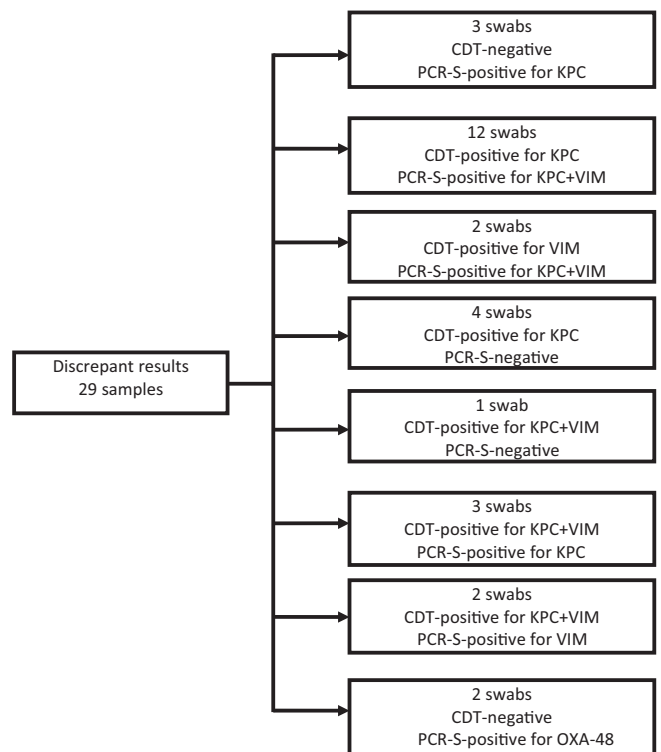 3 swabs
CDT-negative
PCR-S-positive for KPC
12 swabs
CDT-positive for KPC
PCR-S-positive for KPC+VIM
2 swabs
CDT-positive for VIM
PCR-S-positive for KPC+VIM
4 swabs
CDT-positive for KPC
PCR-S-negative
Discrepant results
29 samples
1 swab
CDT-positive for KPC+VIM
PCR-S-negative
3 swabs
CDT-positive for KPC+VIM
PCR-S-positive for KPC
2 swabs
CDT-positive for KPC+VIM
PCR-S-positive for VIM
2 swabs
CDT-negative
PCR-S-positive for OXA-48